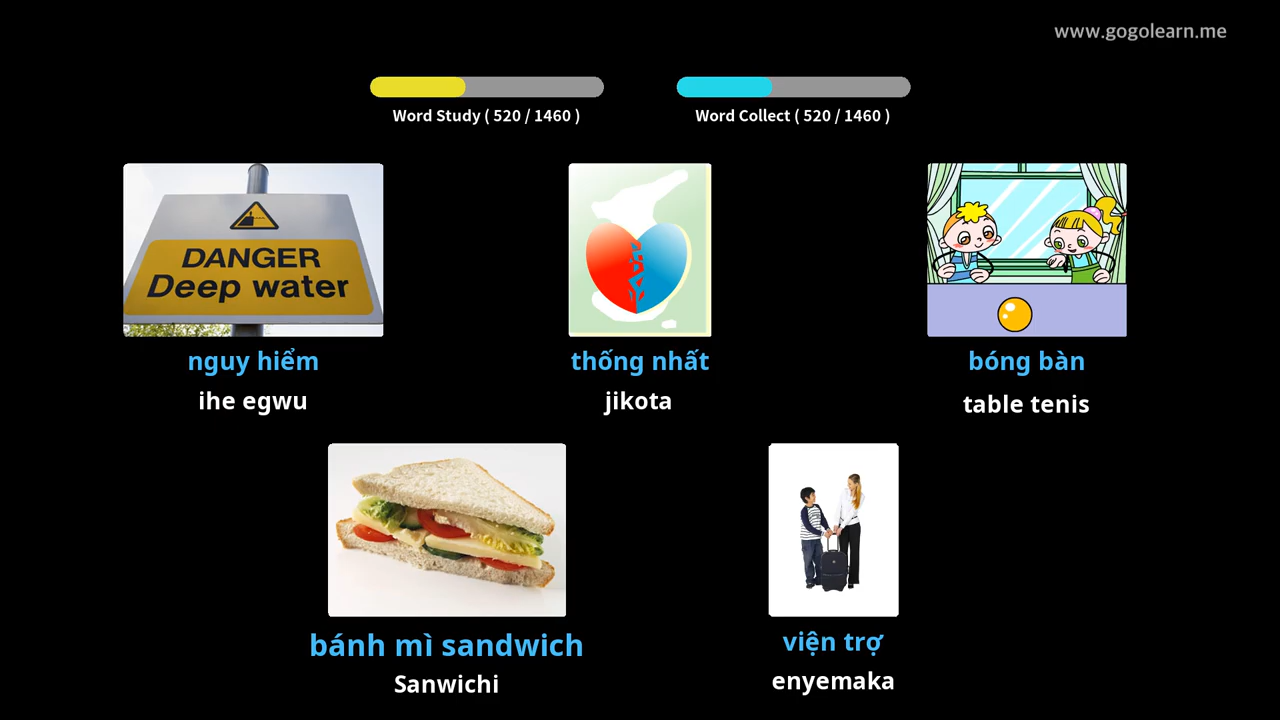 www.gogolearn.me
Word Study ( 520 / 1460 )
Word Collect ( 520 / 1460 )
DANGER
Deep water
nguy hiểm
ihe egwu
thống nhất
jikota
bóng bàn
table tenis
bánh mì sandwich
Sanwichi
viện trợ
enyemaka